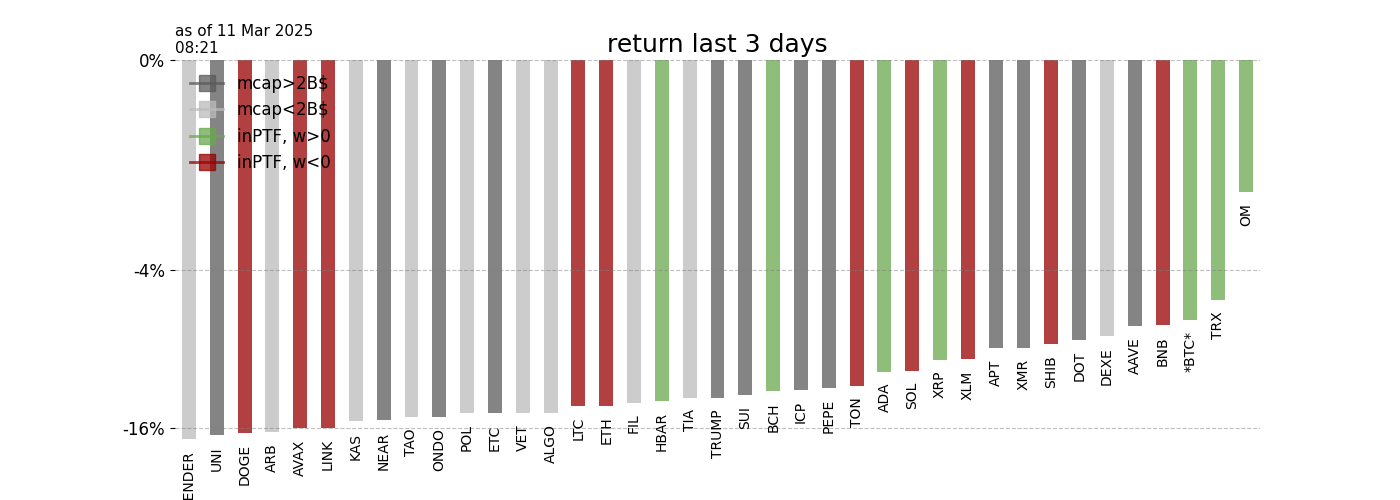 as of 11 Mar 2025
08:21
return last 3 days
0%
-4%
-16%
mcap>2B$
mcap<2B$
inPTF, w>0
inPTF, w<0
ENDER
UNI
DOGE
ARB
AVAX
LINK
KAS
NEAR
TAO
ONDO
POL
ETC
VET
ALGO
LTC
ETH
FIL
HBAR
TIA
TRUMP
SUI
BCH
ICP
PEPE
TON
ADA
SOL
XRP
XLM
APT
XMR
SHIB
DOT
DEXE
AAVE
BNB
*BTC*
TRX
OM